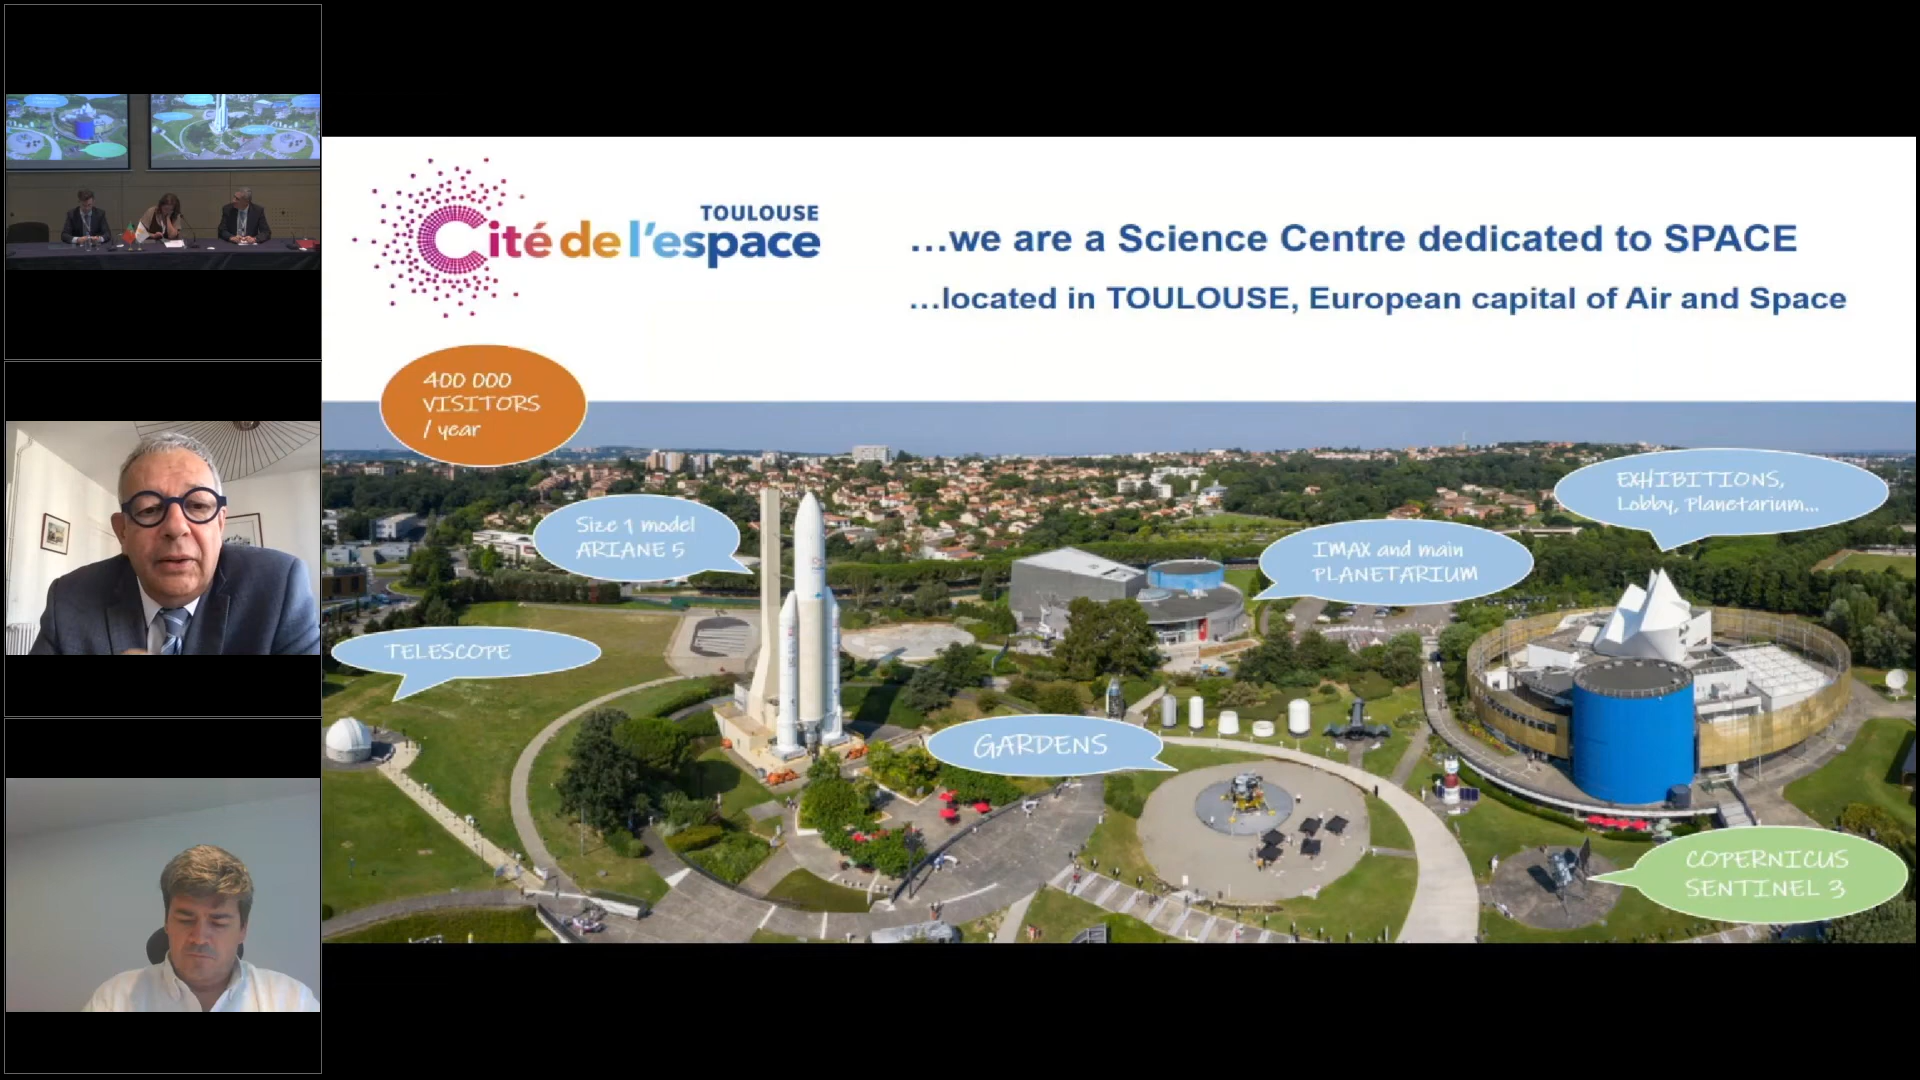 TOULOUSE
Cité de l'espace
...we are a Science Centre dedicated to SPACE
...located in TOULOUSE, European capital of Air and Space
400 000
VISITORS
/ year
Size 1 model
ARIANE 5
TELESCOPE
GARDENS
IMAX and main
PLANETARIUM
EXHIBITIONS,
Lobby, Planetarium...
COPERNICUS
SENTINEL 3